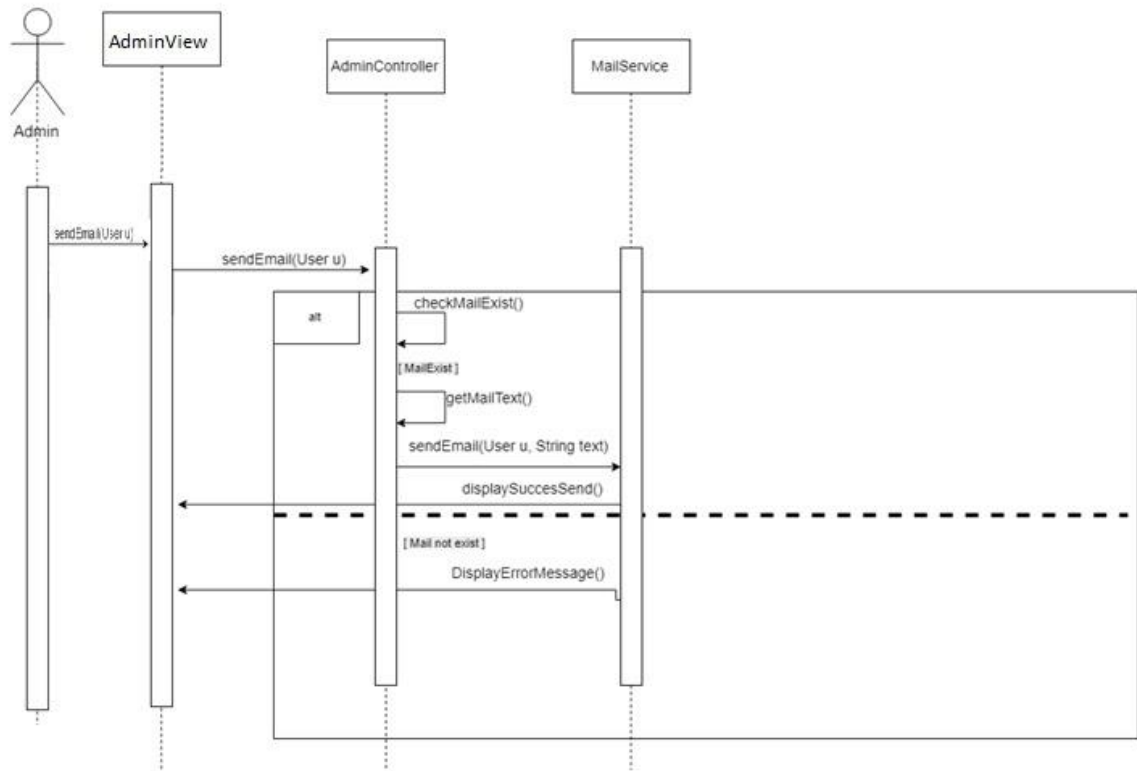 AdminView
AdminController
MailService
Admin
sendEmail(User u)
sendEmail(User u)
alt
checkMailExist()
[ MailExist ]
getMailText()
sendEmail(User u, String text)
displaySuccesSend()
[ Mail not exist ]
DisplayErrorMessage()